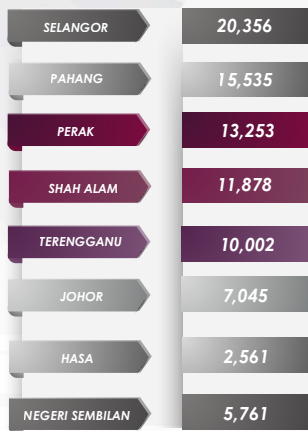 SELANGOR 20,356
PAHANG 15,535
PERAK 13,253
SHAH ALAM 11,878
TERENGGANU 10,002
JOHOR 7,045
HASA 2,561
NEGERI SEMBILAN 5,761